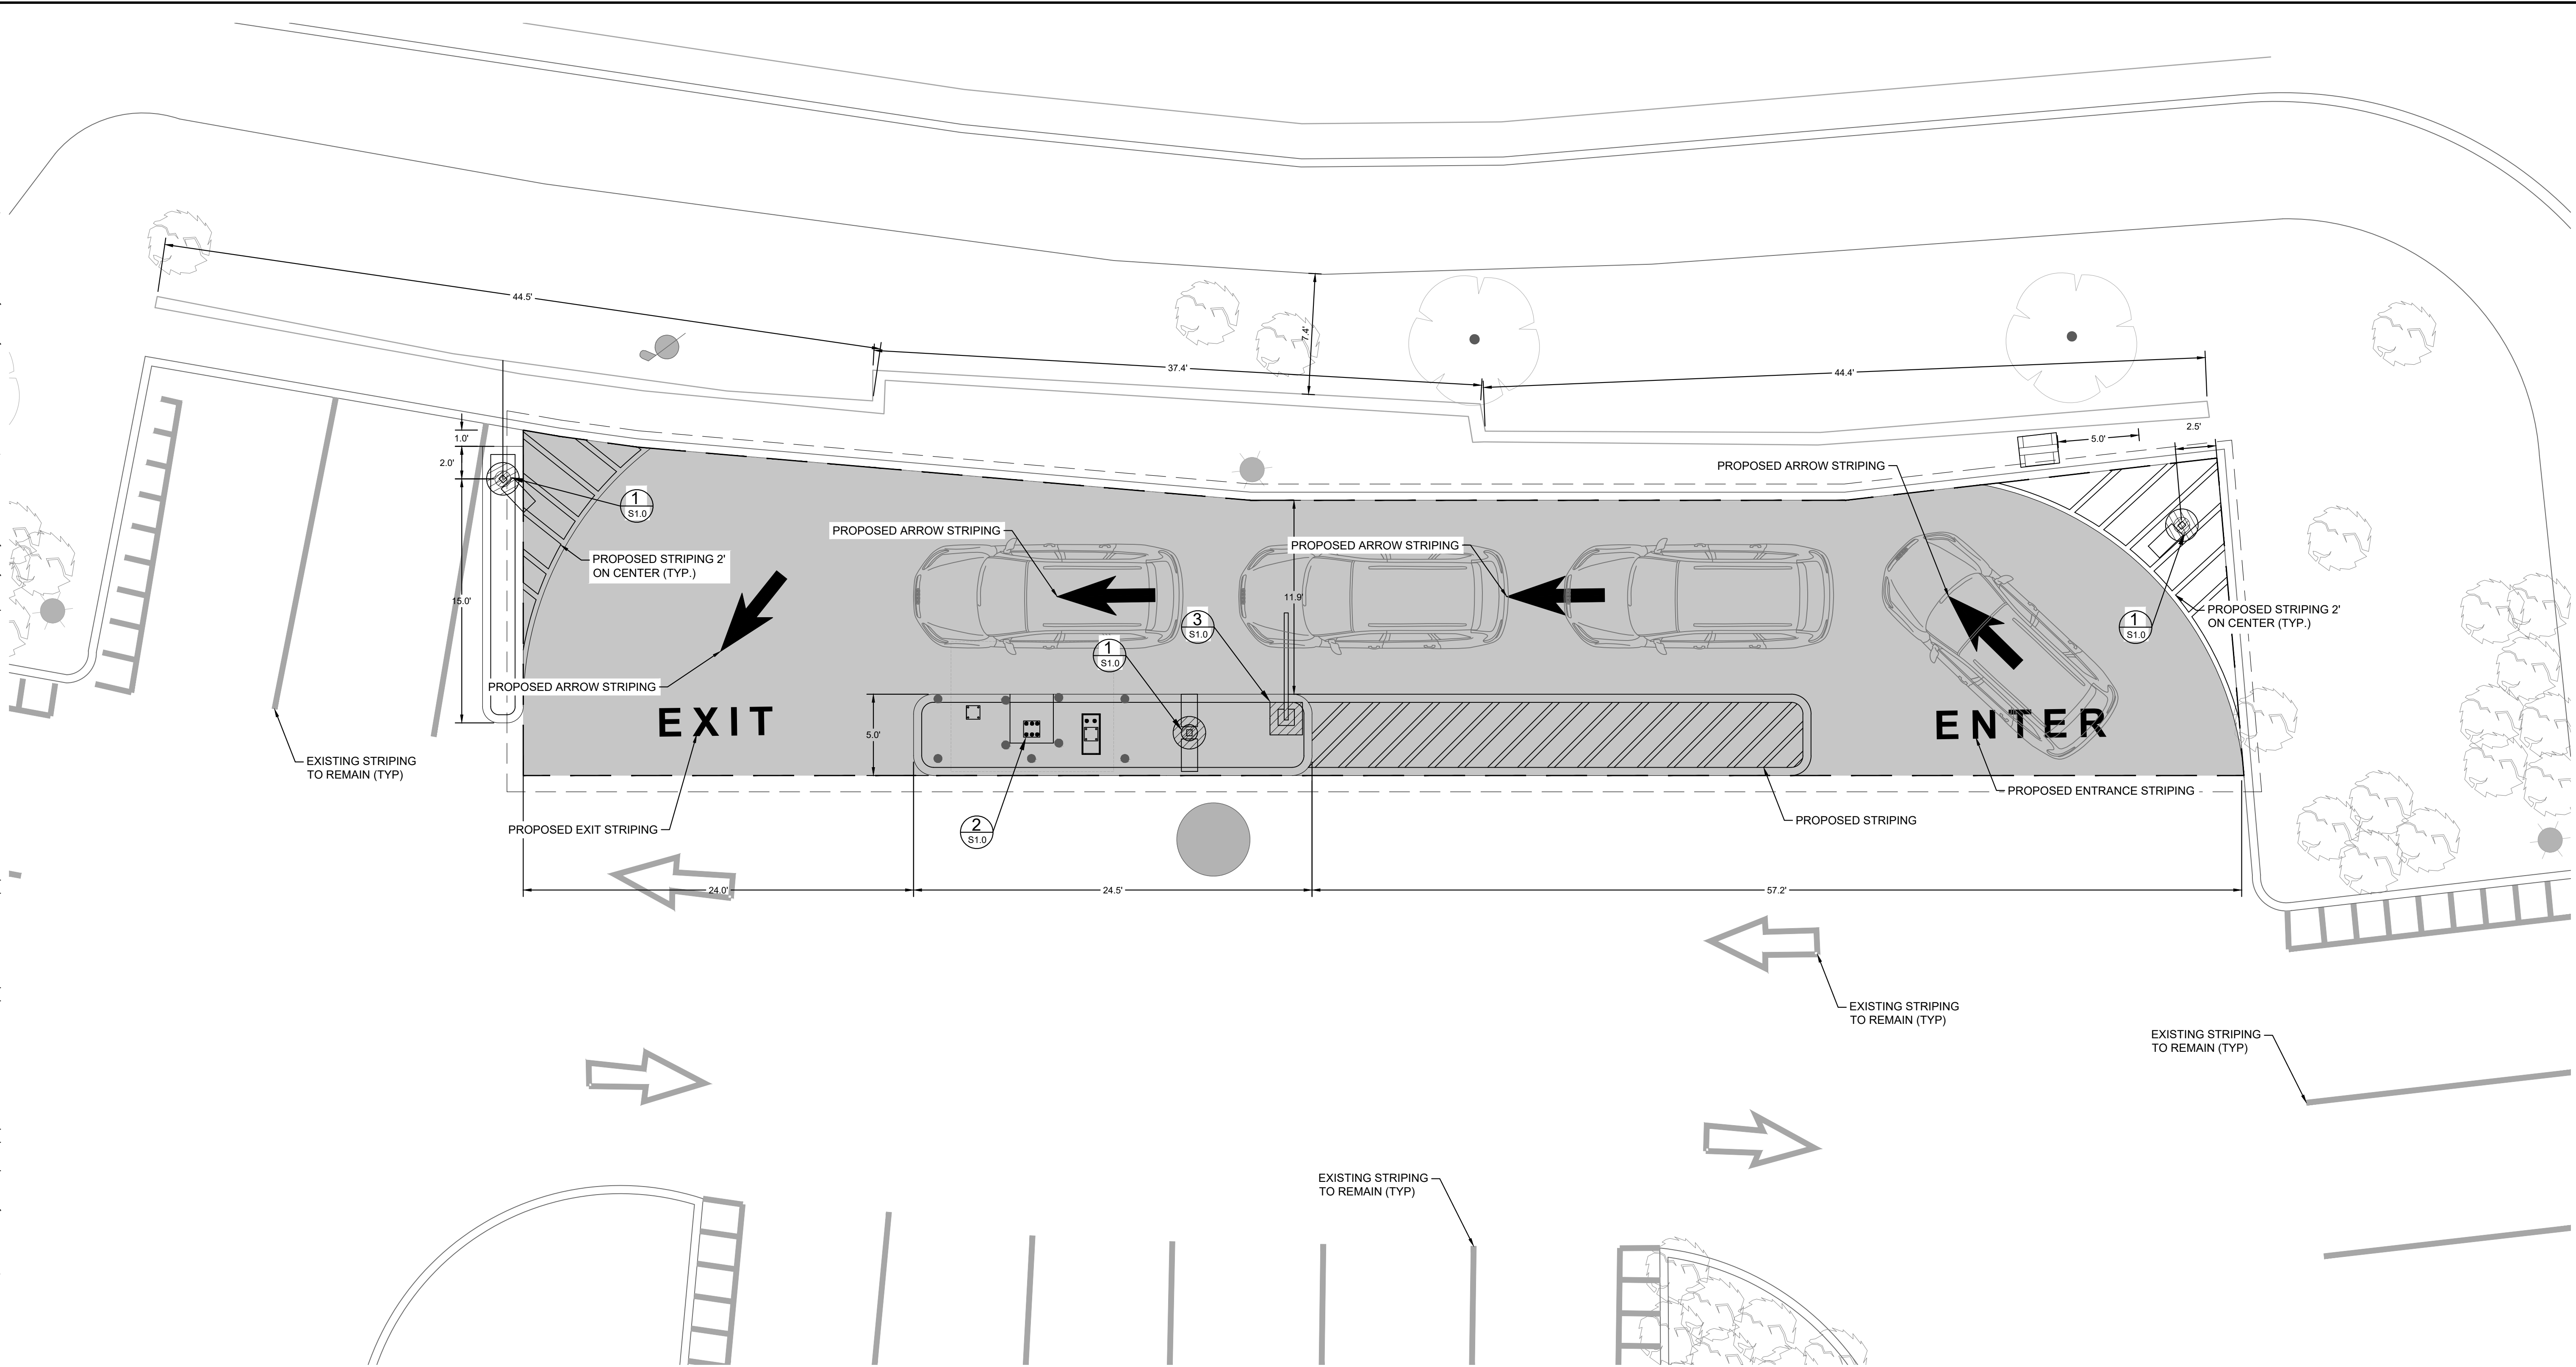 44.5'
7.4'
37.4'
44.4'
1.0'
2.0'
15.0'
2.5'
5.0'
PROPOSED ARROW STRIPING
1
S1.0
PROPOSED ARROW STRIPING
PROPOSED ARROW STRIPING
PROPOSED STRIPING 2'
ON CENTER (TYP.)
11.9'
3
S1.0
1
S1.0
1
S1.0
PROPOSED STRIPING 2'
ON CENTER (TYP.)
PROPOSED ARROW STRIPING
EXIT
5.0'
ENTER
EXISTING STRIPING
TO REMAIN (TYP)
PROPOSED ENTRANCE STRIPING
PROPOSED EXIT STRIPING
2
S1.0
PROPOSED STRIPING
24.0'
24.5'
57.2'
EXISTING STRIPING
TO REMAIN (TYP)
EXISTING STRIPING
TO REMAIN (TYP)
EXISTING STRIPING
TO REMAIN (TYP)